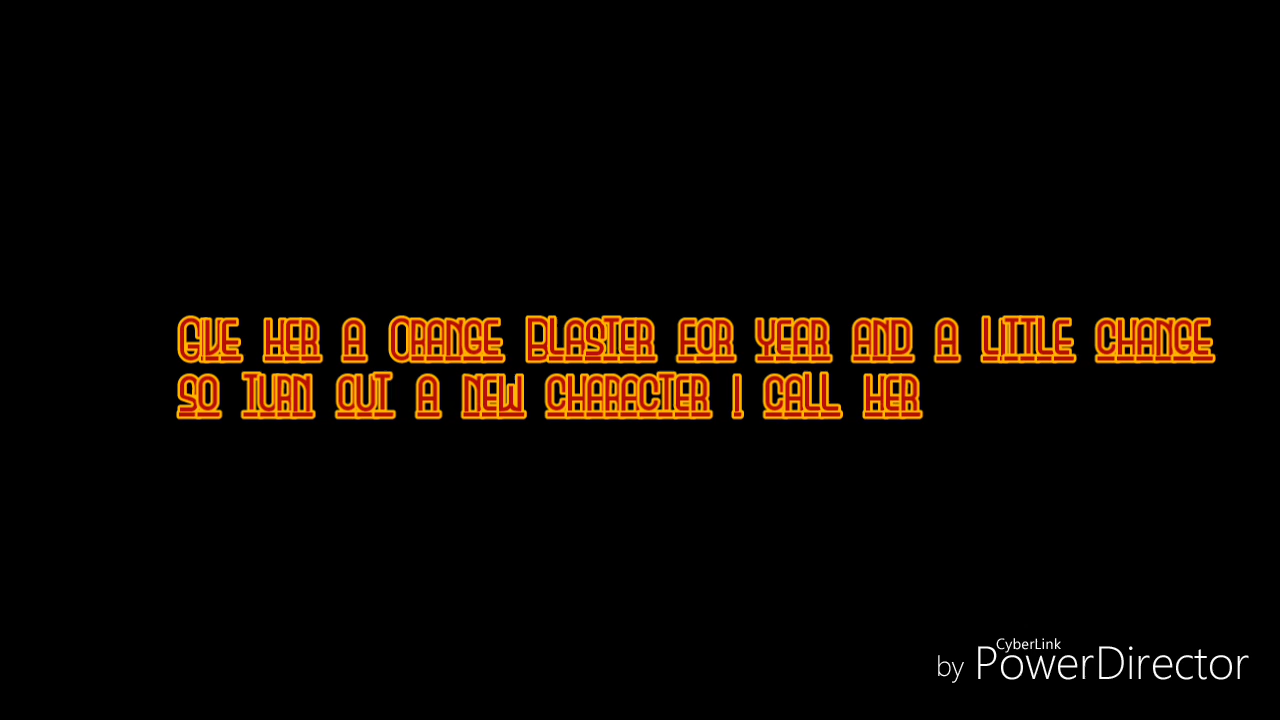 Give her a Orange Blaster for year and a little change
so turn out a new character i call her
by CyberLink PowerDirector